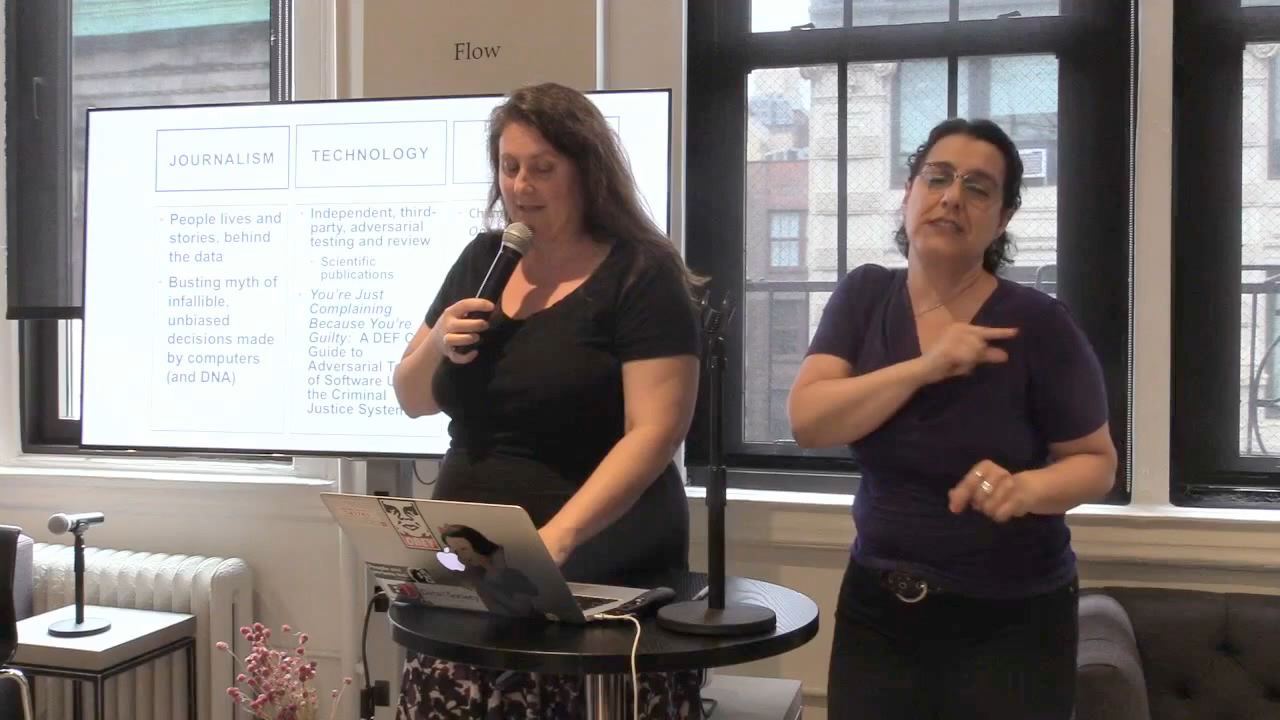 Flow
JOURNALISM
TECHNOLOGY
People lives and
stories, behind
the data
Busting myth of
infallible,
unbiased
decisions made
by computers
(and DNA)
Independent, third-
party, adversarial
testing and review
Scientific
publications
You're Just
Complaining
Because You're
Guilty: A DEF C
Guide to
Adversarial T
of Software U
the Criminal
Justice System